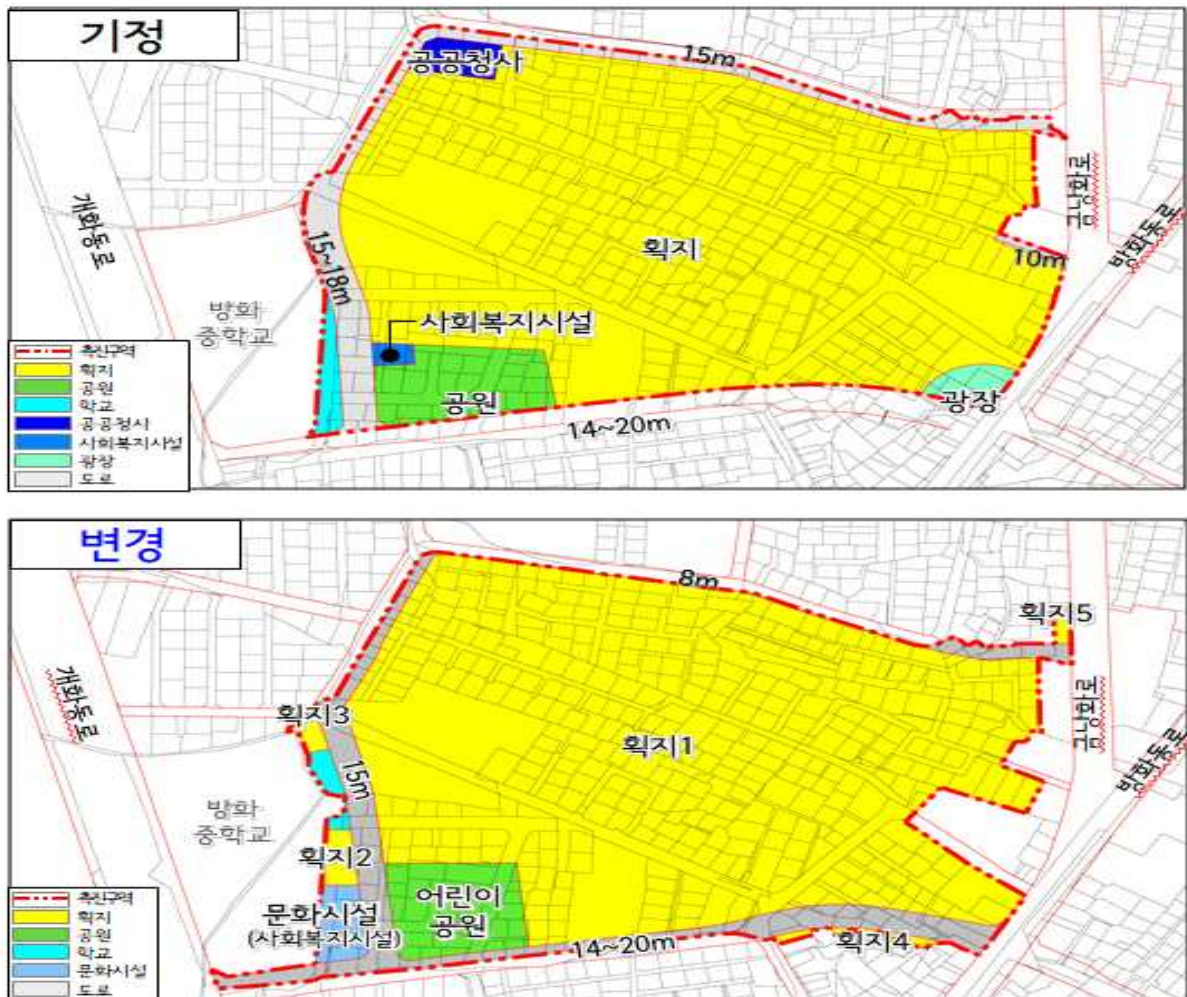 기정
공공청사
15m
개화동로
금낭화로
방화동로
15~18m
획지
10m
방화
중학교
사회복지시설
공원
광장
14~20m
촉진구역
획지
공원
학교
공공청사
사회복지시설
광장
도로
변경
8m
획지5
개화동로
금낭화로
방화동로
획지3
획지1
15m
방화
중학교
획지2
어린이
공원
문화시설
(사회복지시설)
획지4
14~20m
촉진구역
획지
공원
학교
문화시설
도로